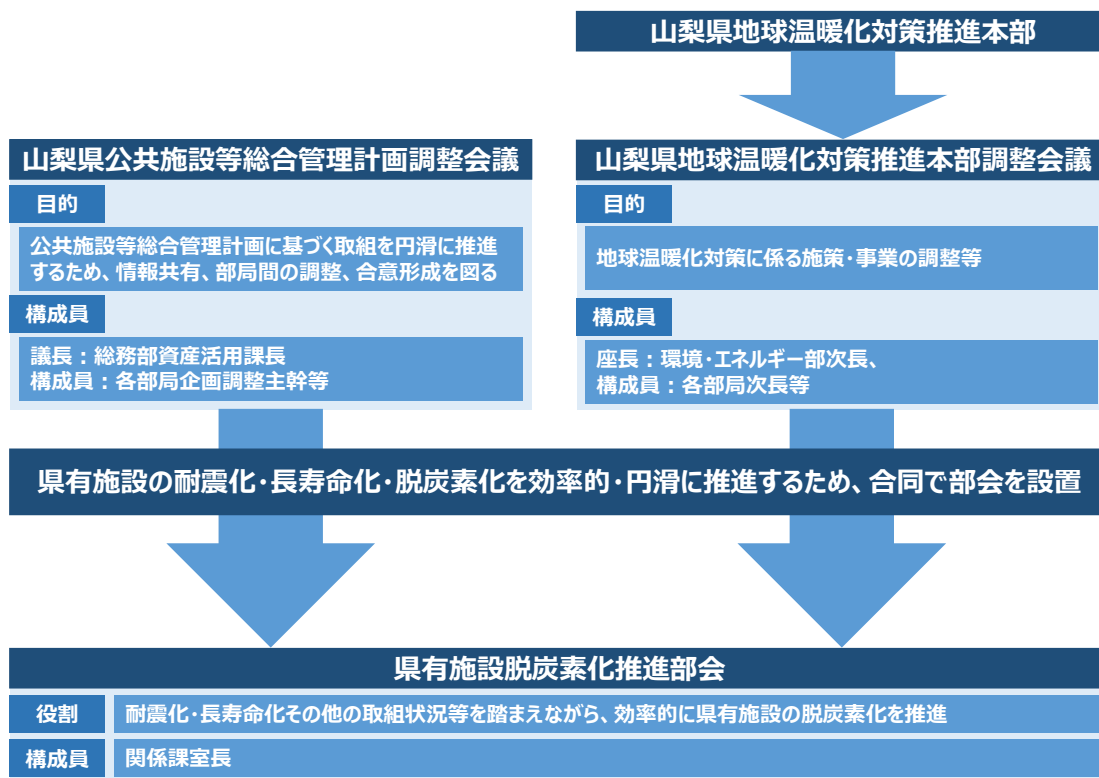 山梨県地球温暖化対策推進本部
山梨県公共施設等総合管理計画調整会議
目的
公共施設等総合管理計画に基づく取組を円滑に推進
するため、情報共有、部局間の調整、合意形成を図る
構成員
議長：総務部資産活用課長
構成員：各部局企画調整主幹等
山梨県地球温暖化対策推進本部調整会議
目的
地球温暖化対策に係る施策・事業の調整等
構成員
座長：環境・エネルギー部次長、
構成員：各部局次長等
県有施設の耐震化・長寿命化・脱炭素化を効率的・円滑に推進するため、合同で部会を設置
県有施設脱炭素化推進部会
役割 耐震化・長寿命化その他の取組状況等を踏まえながら、効率的に県有施設の脱炭素化を推進
構成員 関係課室長